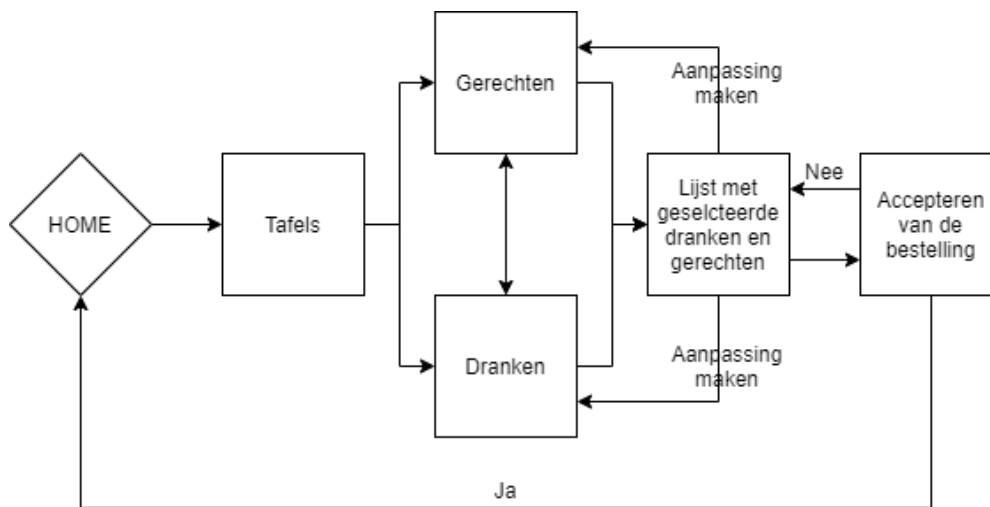 Gerechten
Aanpassing
maken
HOME
Tafels
Lijst met
geselcteerde
dranken en
gerechten
Nee
Accepteren
van de
bestelling
Dranken
Aanpassing
maken
Ja